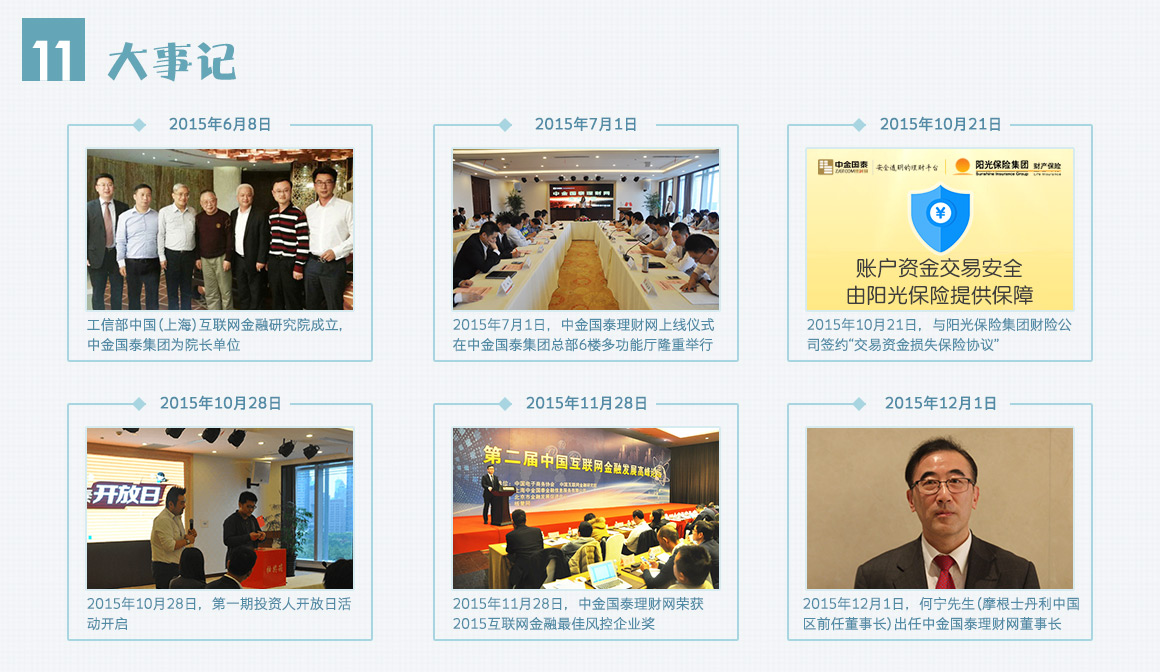 11 大事记
2015年6月8日
工信部中国(上海)互联网金融研究院成立,
中金国泰集团为院长单位
2015年7月1日
中金国泰理财网
2015年7月1日，中金国泰理财网上线仪式
在中金国泰集团总部6楼多功能厅隆重举行
2015年10月21日
中金国泰 安全透明的理财平台 阳光保险集团 财产保险
Sunshine Insurance Group
¥
账户资金交易安全
由阳光保险提供保障
2015年10月21日，与阳光保险集团财险公
司签约“交易资金损失保险协议”
2015年10月28日
开放日
2015年10月28日，第一期投资人开放日活
动开启
2015年11月28日
第二届中国互联网金融发展高峰论坛
2015年11月28日，中金国泰理财网荣获
2015互联网金融最佳风控企业奖
2015年12月1日
2015年12月1日，何宁先生(摩根士丹利中国
区前任董事长)出任中金国泰理财网董事长